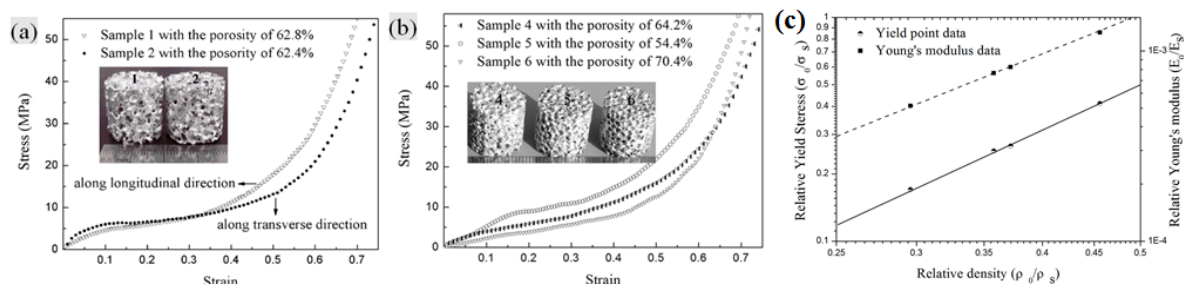 (a)
Sample 1 with the porosity of 62.8%
Sample 2 with the posority of 62.4%
1 2
along longitudinal direction
along transverse direction
Stress (MPa)
50
40
30
20
10
0
0.0 0.1 0.2 0.3 0.4 0.5 0.6 0.7
Strain
(b)
Sample 4 with the porosity of 64.2%
Sample 5 with the porosity of 54.4%
Sample 6 with the porosity of 70.4%
4 5 6
Stress (MPa)
50
40
30
20
10
0
0.1 0.2 0.3 0.4 0.5 0.6 0.7
Strain
(c)
Yield point data
Young's modulus data
Relative Yield Steress (σ₀/σₛ)
1
0.9
0.8
0.7
0.6
0.5
0.4
0.3
0.2
0.1
0.25 0.3 0.35 0.4 0.45 0.5
Relative density (ρ₀/ρₛ)
1E-3
1E-4
Relative Young's modulus (E₀/Eₛ)